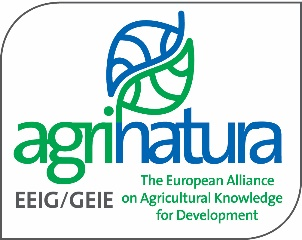 agrinatura
EEIG/GEIE
The European Alliance
on Agricultural Knowledge
for Development